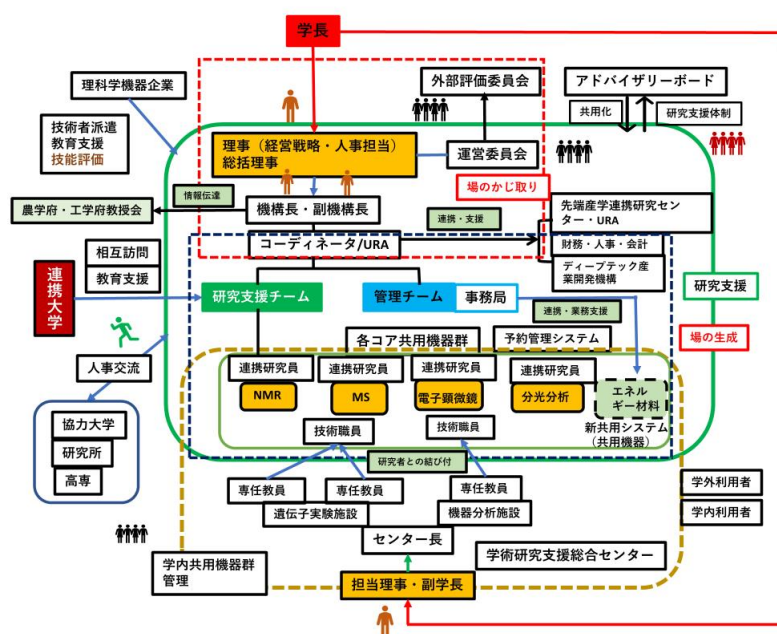 学長
理科学機器企業
外部評価委員会
アドバイザリーボード
共用化
研究支援体制
技術者派遣
教育支援
技能評価
理事（経営戦略・人事担当）
総括理事
運営委員会
場のかじ取り
情報伝達
農学府・工学府教授会
機構長・副機構長
連携・支援
先端産学連携研究セン
ター・URA
コーディネータ/URA
財務・人事・会計
ディープテック産
業開発機構
相互訪問
教育支援
連携大学
研究支援チーム
管理チーム
事務局
連携・業務支援
研究支援
場の生成
各コア共用機器群
予約管理システム
人事交流
連携研究員
連携研究員
連携研究員
連携研究員
NMR
MS
電子顕微鏡
分光分析
エネル
ギー材料
新共用システム
（共用機器）
技術職員
技術職員
協力大学
研究所
高専
研究者との結び付
専任教員
専任教員
専任教員
遺伝子実験施設
機器分析施設
学外利用者
学内利用者
センター長
学術研究支援総合センター
学内共用機器群
管理
担当理事・副学長